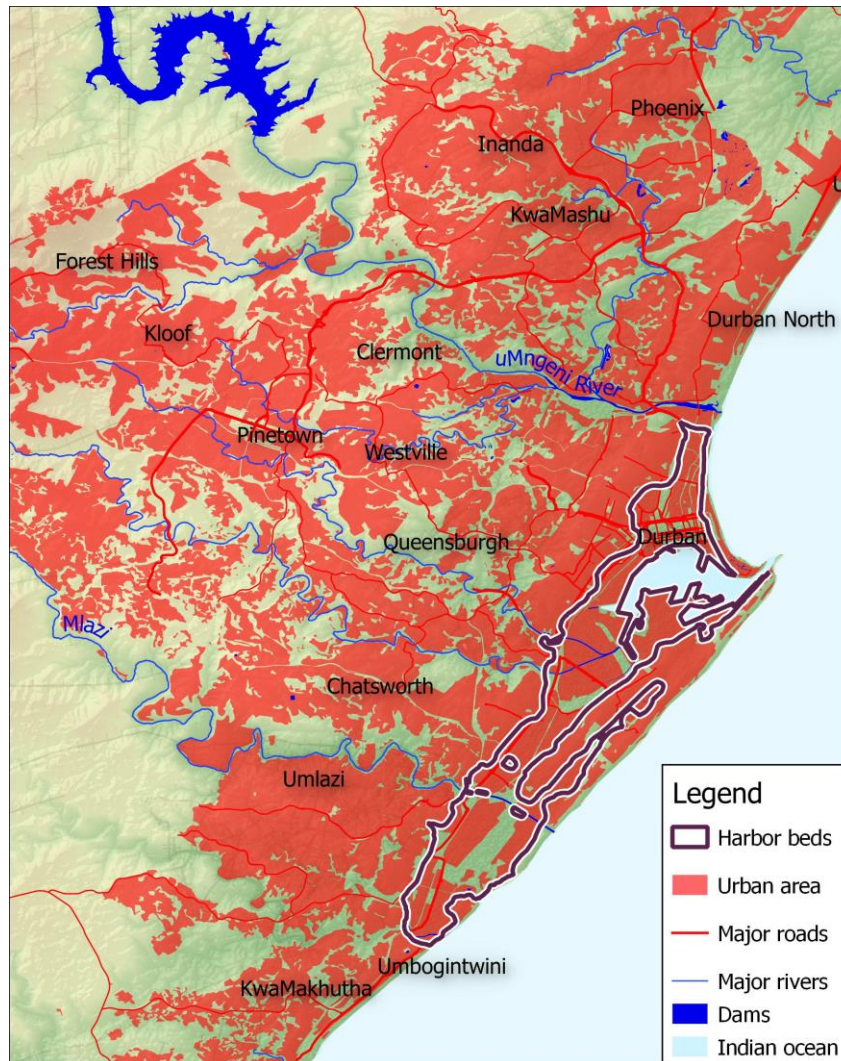 Phoenix
Inanda
KwaMashu
Forest Hills
Durban North
Kloof
Clermont
uMngeni River
Pinetown
Westville
Queensburgh
Durban
Mlazi
Chatsworth
Umlazi
Umbogintwini
KwaMakhutha
Legend
Harbor beds
Urban area
Major roads
Major rivers
Dams
Indian ocean